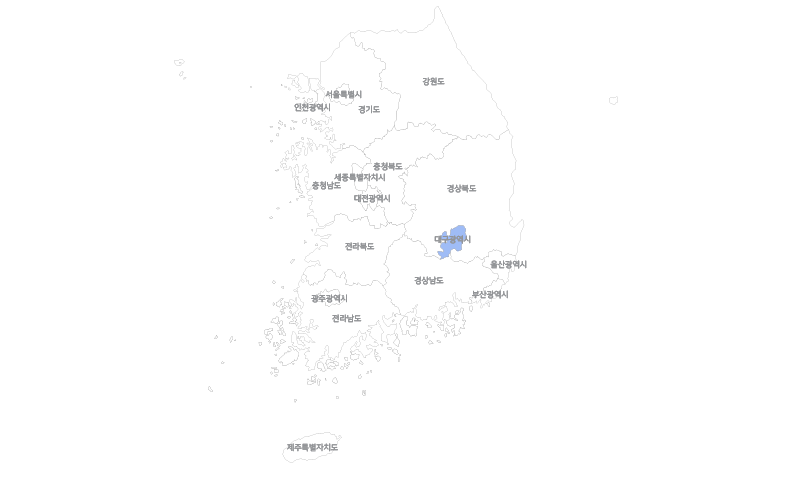 강원도
서울특별시
인천광역시
경기도
충청북도
세종특별자치시
충청남도
경상북도
대전광역시
대구광역시
전라북도
울산광역시
경상남도
부산광역시
광주광역시
전라남도
제주특별자치도